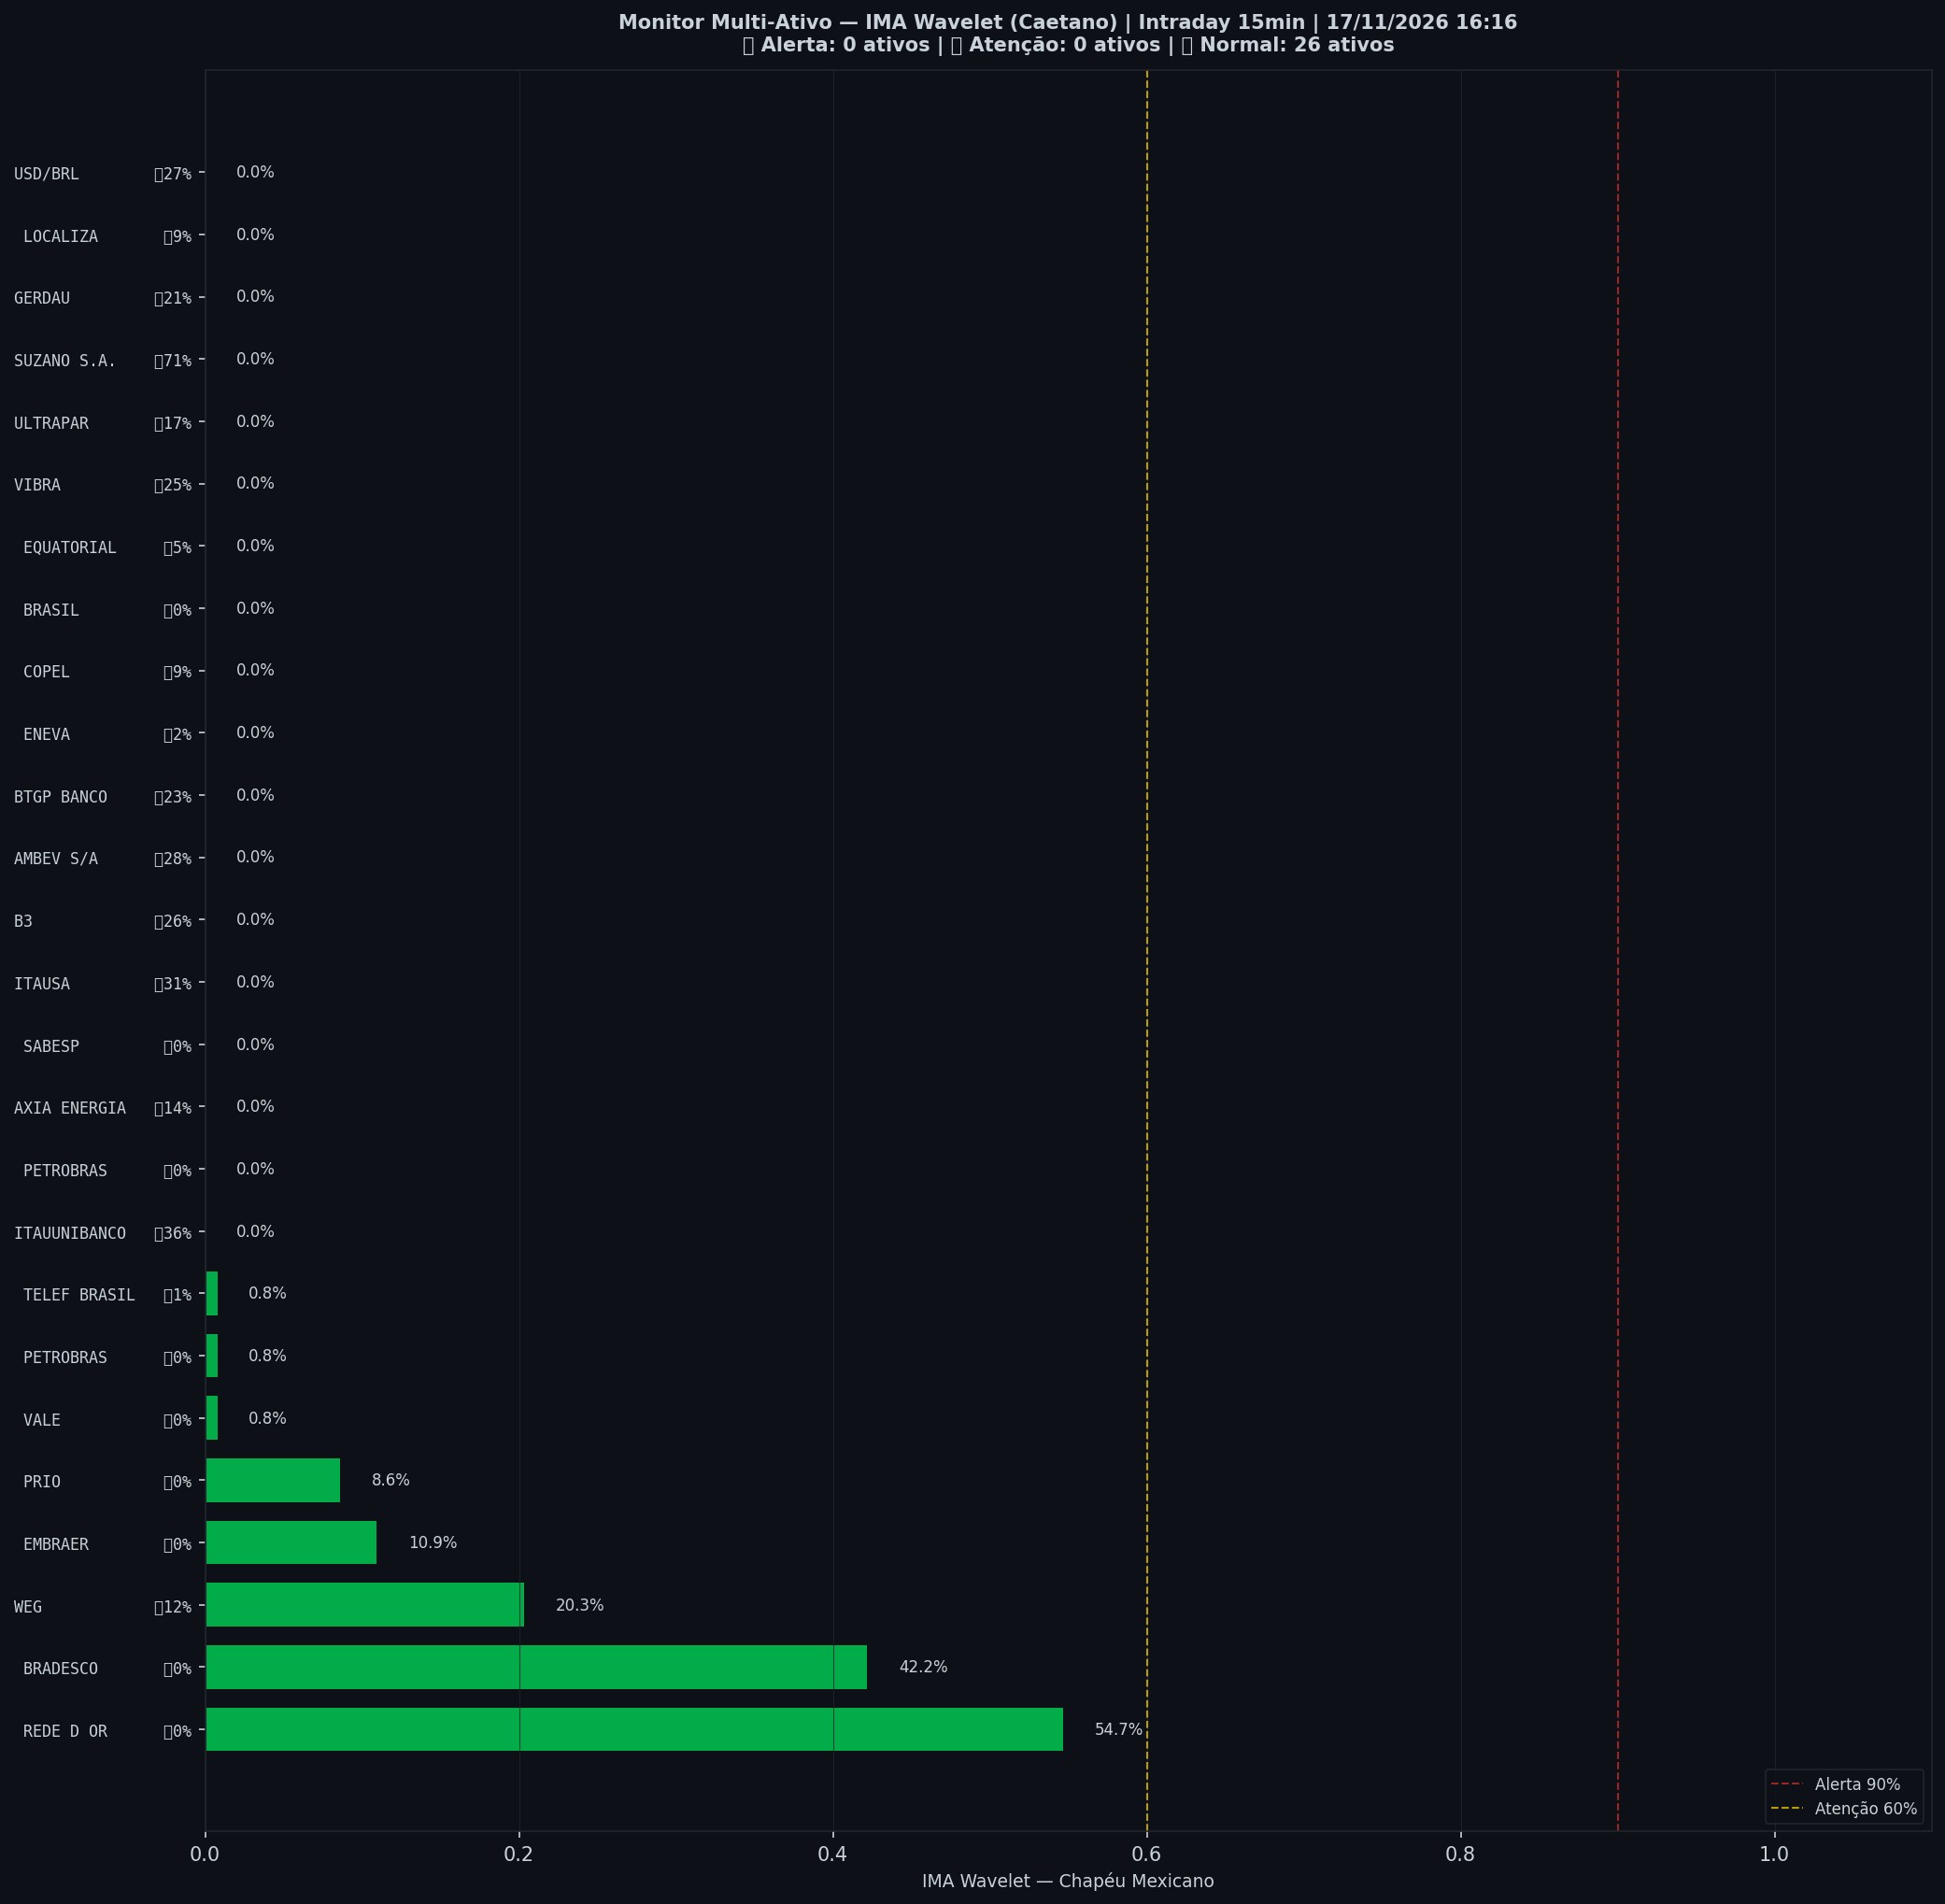 Monitor Multi-Ativo — IMA Wavelet (Caetano) | Intraday 15min | 17/11/2026 16:16
▯ Alerta: 0 ativos | ▯ Atenção: 0 ativos | ▯ Normal: 26 ativos
USD/BRL ▯27% 0.0%
LOCALIZA ▯9% 0.0%
GERDAU ▯21% 0.0%
SUZANO S.A. ▯71% 0.0%
ULTRAPAR ▯17% 0.0%
VIBRA ▯25% 0.0%
EQUATORIAL ▯5% 0.0%
BRASIL ▯0% 0.0%
COPEL ▯9% 0.0%
ENEVA ▯2% 0.0%
BTGP BANCO ▯23% 0.0%
AMBEV S/A ▯28% 0.0%
B3 ▯26% 0.0%
ITAUSA ▯31% 0.0%
SABESP ▯0% 0.0%
AXIA ENERGIA ▯14% 0.0%
PETROBRAS ▯0% 0.0%
ITAUUNIBANCO ▯36% 0.0%
TELEF BRASIL ▯1% 0.8%
PETROBRAS ▯0% 0.8%
VALE ▯0% 0.8%
PRIO ▯0% 8.6%
EMBRAER ▯0% 10.9%
WEG ▯12% 20.3%
BRADESCO ▯0% 42.2%
REDE D OR ▯0% 54.7%
Alerta 90%
Atenção 60%
0.0 0.2 0.4 0.6 0.8 1.0
IMA Wavelet — Chapéu Mexicano